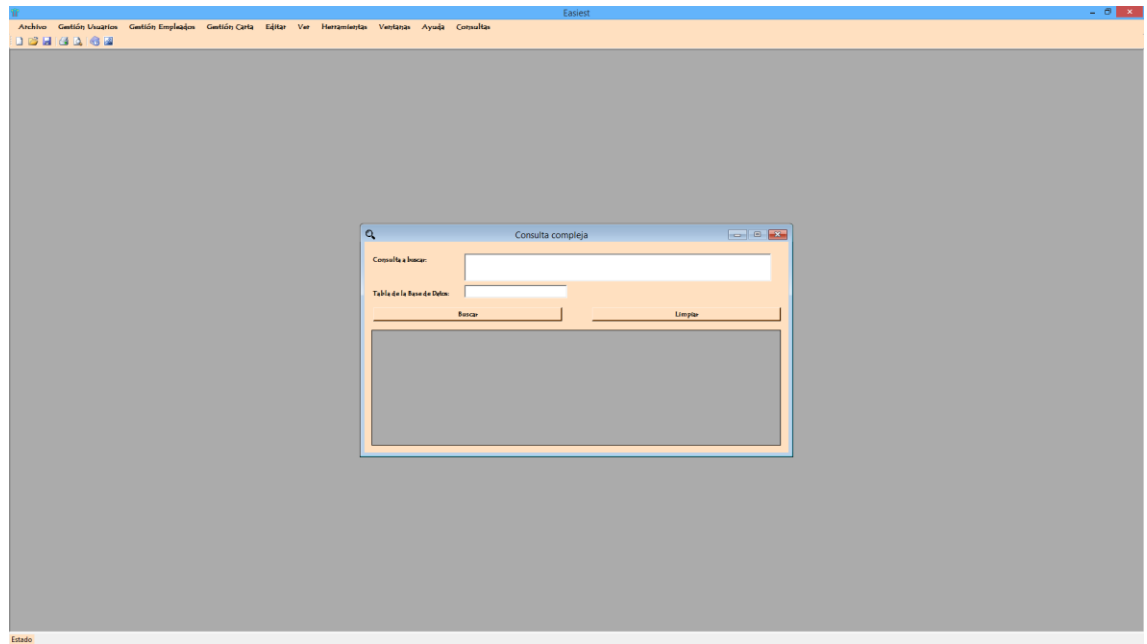 Easiest
Archivo Gestión Usuarios Gestión Empleados Gestión Carta Editar Ver Herramientas Ventanas Ayuda Consultas
Consulta compleja
Consulta a buscar:
Tabla de la Base de Datos:
Buscar Limpiar
Estado